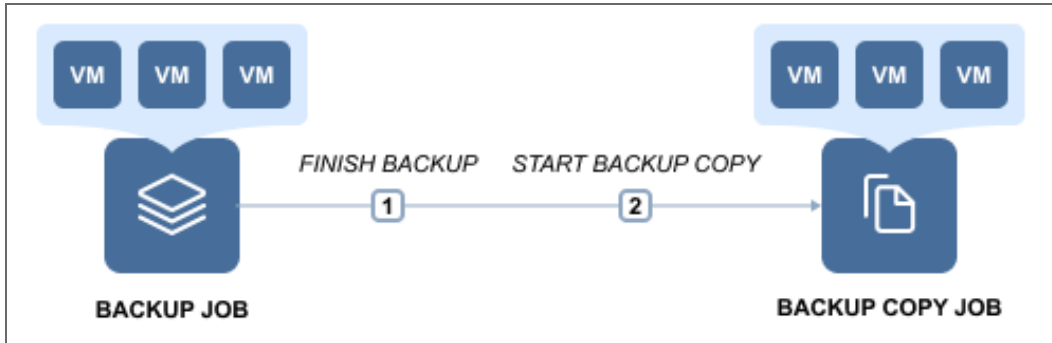 VM VM VM
VM VM VM
FINISH BACKUP
START BACKUP COPY
1
2
BACKUP JOB
BACKUP COPY JOB